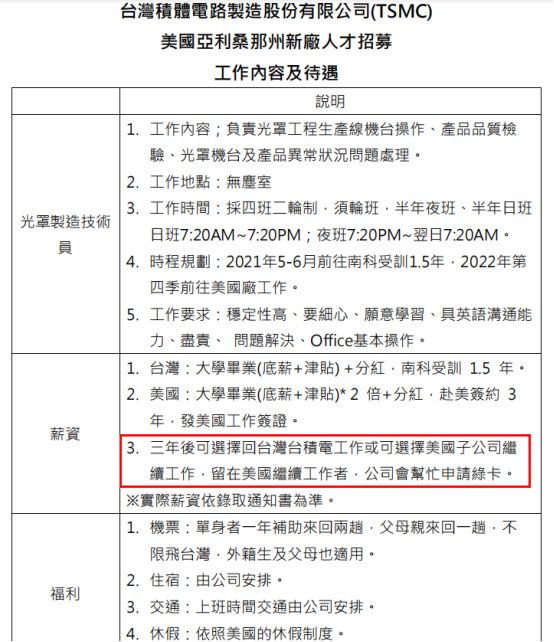 台灣積體電路製造股份有限公司(TSMC)
美國亞利桑那州新廠人才招募
工作內容及待遇
說明
光罩製造技術
員
1. 工作內容；負責光罩工程生產線機台操作、產品品質檢
驗、光罩機台及產品異常狀況問題處理。
2. 工作地點：無塵室
3. 工作時間：採四班二輪制，須輪班，半年夜班、半年日班
日班7:20AM~7:20PM；夜班7:20PM~翌日7:20AM。
4. 時程規劃：2021年5-6月前往南科受訓1.5年，2022年第
四季前往美國廠工作。
5. 工作要求：穩定性高、要細心、願意學習、具英語溝通能
力、盡責、 問題解決、Office基本操作。
薪資
1. 台灣：大學畢業(底薪+津貼) +分紅，南科受訓 1.5 年。
2. 美國：大學畢業(底薪+津貼)* 2 倍+分紅，赴美簽約 3
年，發美國工作簽證。
3. 三年後可選擇回台灣台積電工作或可選擇美國子公司繼
續工作，留在美國繼續工作者，公司會幫忙申請綠卡。
※實際薪資依錄取通知書為準。
福利
1. 機票：單身者一年補助來回兩趟，父母親來回一趟，不
限飛台灣，外籍生及父母也適用。
2. 住宿：由公司安排。
3. 交通：上班時間交通由公司安排。
4. 休假：依照美國的休假制度。